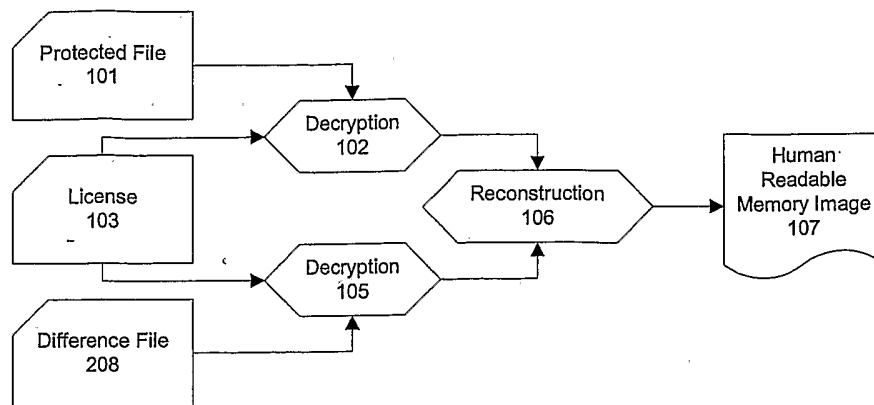 Protected File
101
Decryption
102
License
103
Reconstruction
106
Human
Readable
Memory Image
107
Decryption
105
Difference File
208